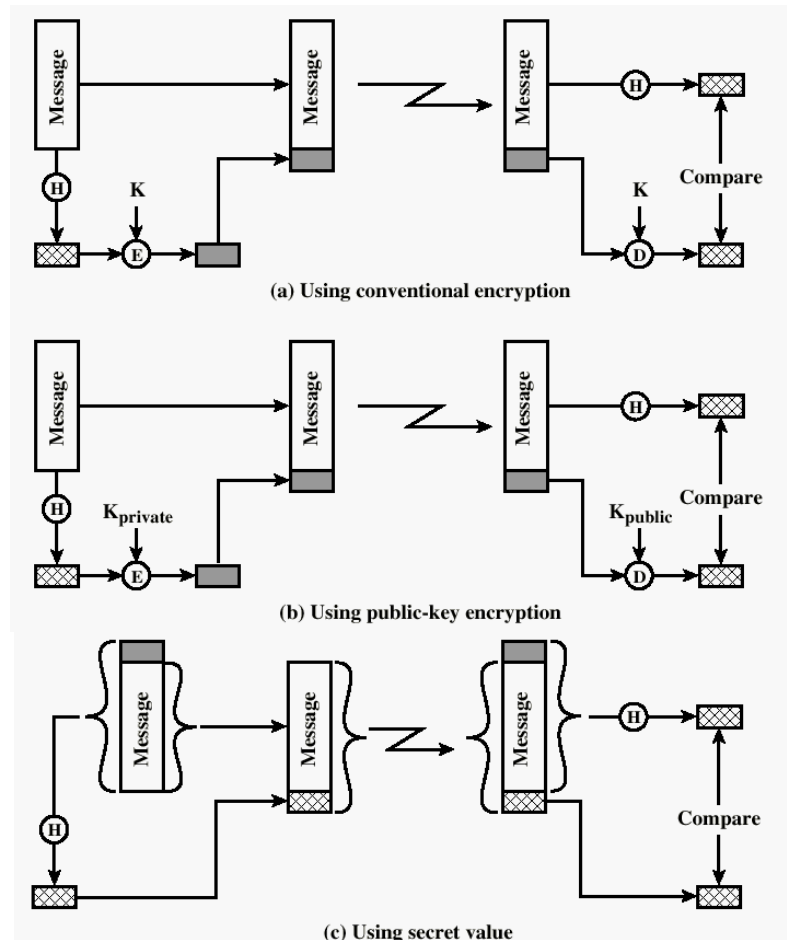 Message
Message
Message
H
Compare
H
K
K
E
D
(a) Using conventional encryption
Message
Message
Message
H
Compare
H
Kprivate
Kpublic
E
D
(b) Using public-key encryption
Message
Message
Message
H
Compare
H
(c) Using secret value